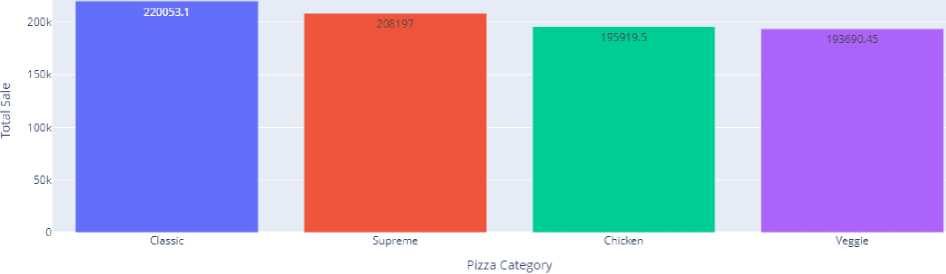 220053.1
208197
195919.5
193690.45
200k
150k
100k
50k
0
Total Sale
Classic
Supreme
Chicken
Veggie
Pizza Category